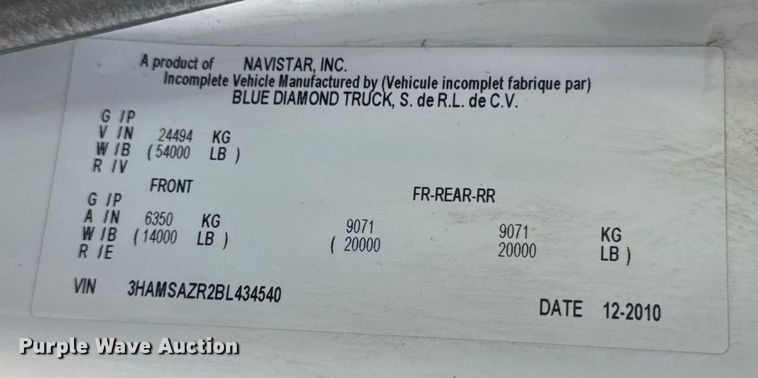 A product of NAVISTAR, INC.
Incomplete Vehicle Manufactured by (Vehicule incomplet fabrique par)
BLUE DIAMOND TRUCK, S. de R.L. de C.V.
G /P
V /N 24494 KG
W/B (54000 LB )
R /V
FRONT FR-REAR-RR
G /P
A /N 6350 KG 9071 9071 KG
W/B (14000 LB ) ( 20000 20000 LB )
R /E
VIN 3HAMSAZR2BL434540
DATE 12-2010
Purple Wave Auction